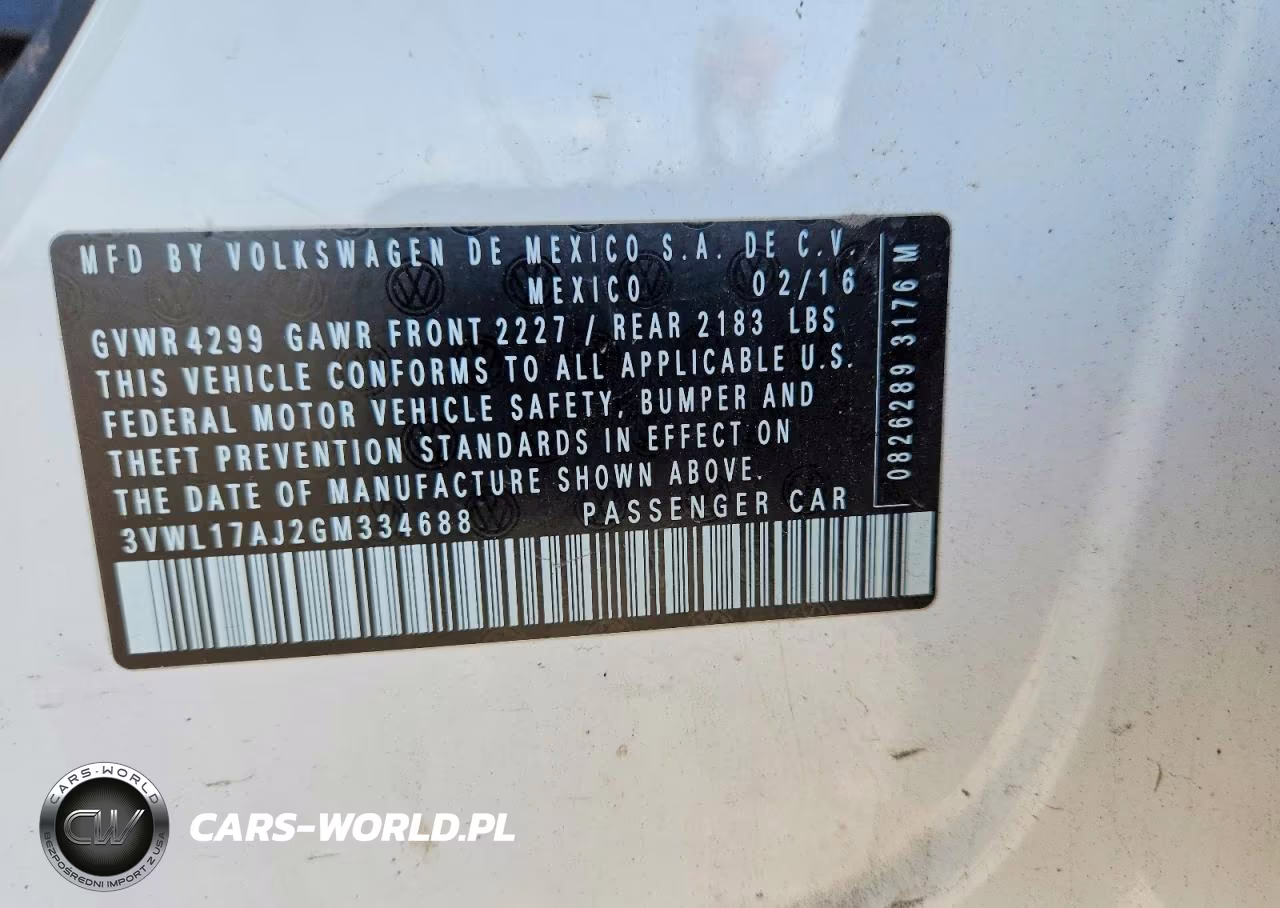 MFD BY VOLKSWAGEN DE MEXICO S.A. DE C.V.
MEXICO 02/16
GVWR 4299 GAWR FRONT 2227 / REAR 2183 LBS
THIS VEHICLE CONFORMS TO ALL APPLICABLE U.S.
FEDERAL MOTOR VEHICLE SAFETY, BUMPER AND
THEFT PREVENTION STANDARDS IN EFFECT ON
THE DATE OF MANUFACTURE SHOWN ABOVE.
3VWL17AJ2GM334688 PASSENGER CAR
0826289 3176 M
CARS-WORLD
CW
BEZPOŚREDNI IMPORT Z USA
CARS-WORLD.PL